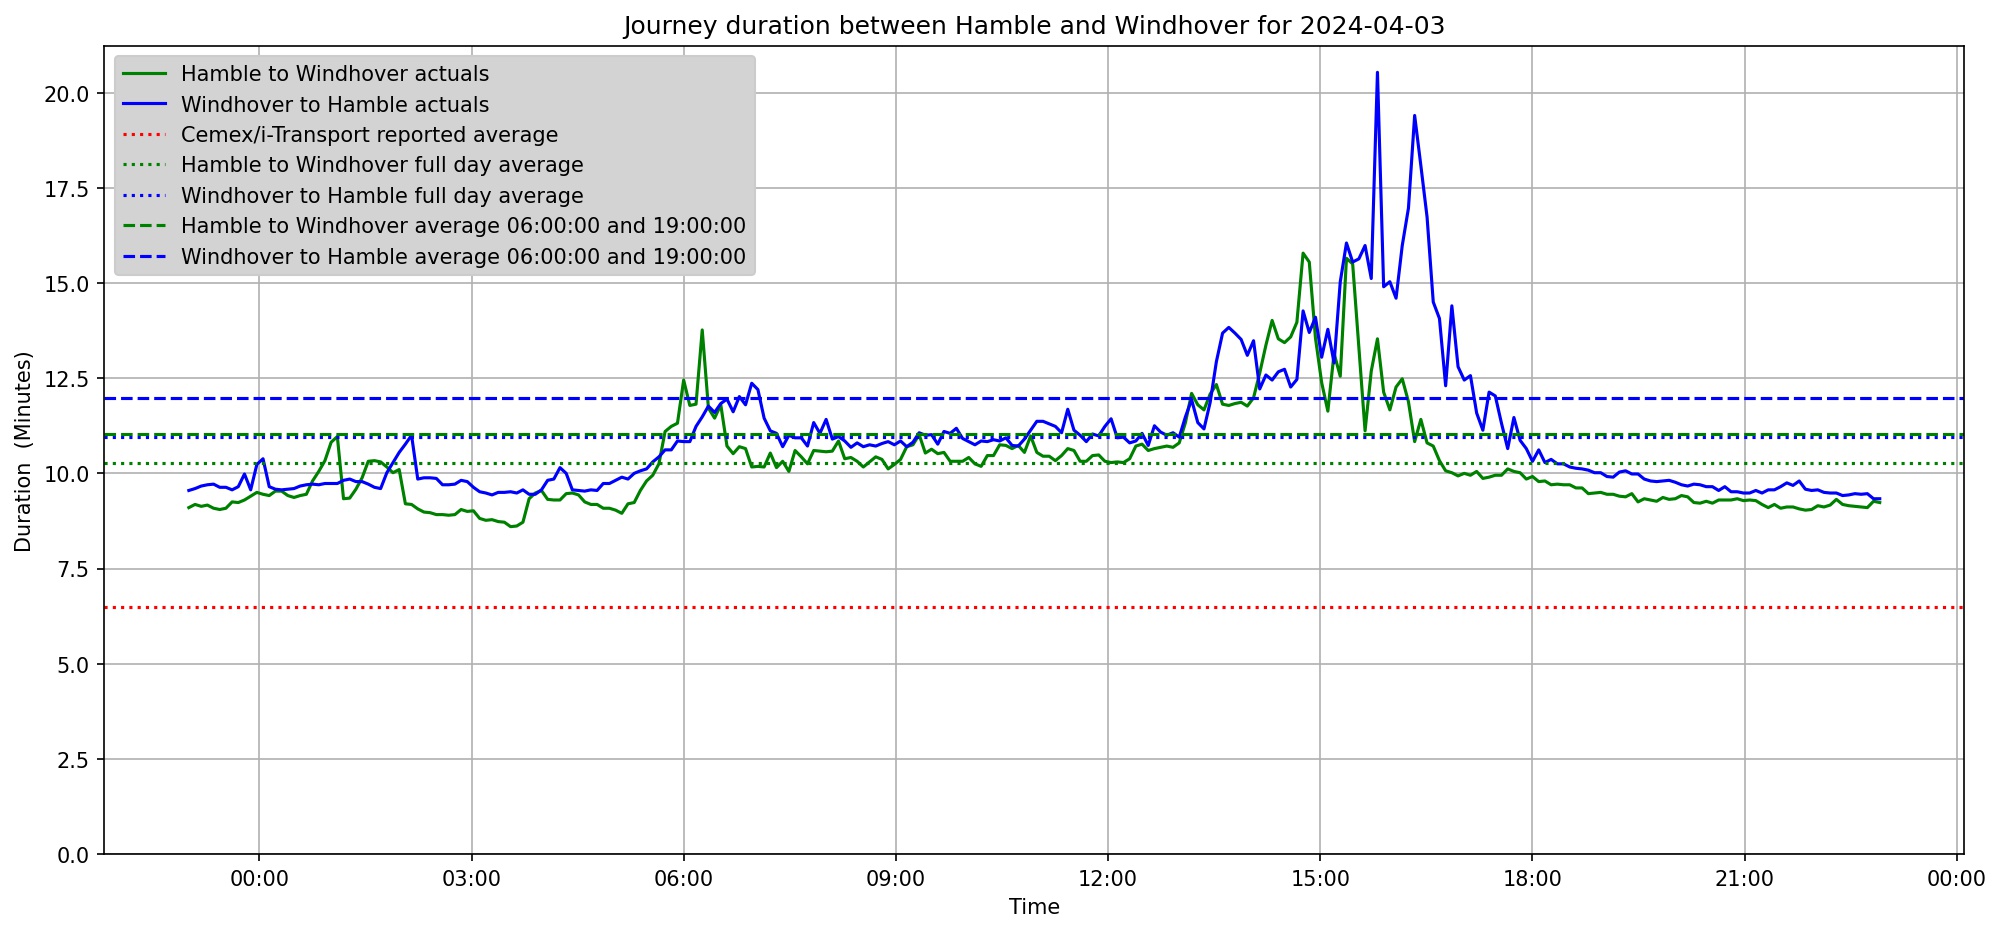 Journey duration between Hamble and Windhover for 2024-04-03
Hamble to Windhover actuals
Windhover to Hamble actuals
Cemex/i-Transport reported average
Hamble to Windhover full day average
Windhover to Hamble full day average
Hamble to Windhover average 06:00:00 and 19:00:00
Windhover to Hamble average 06:00:00 and 19:00:00
20.0
17.5
15.0
12.5
10.0
7.5
5.0
2.5
0.0
Duration (Minutes)
00:00 03:00 06:00 09:00 12:00 15:00 18:00 21:00 00:00
Time